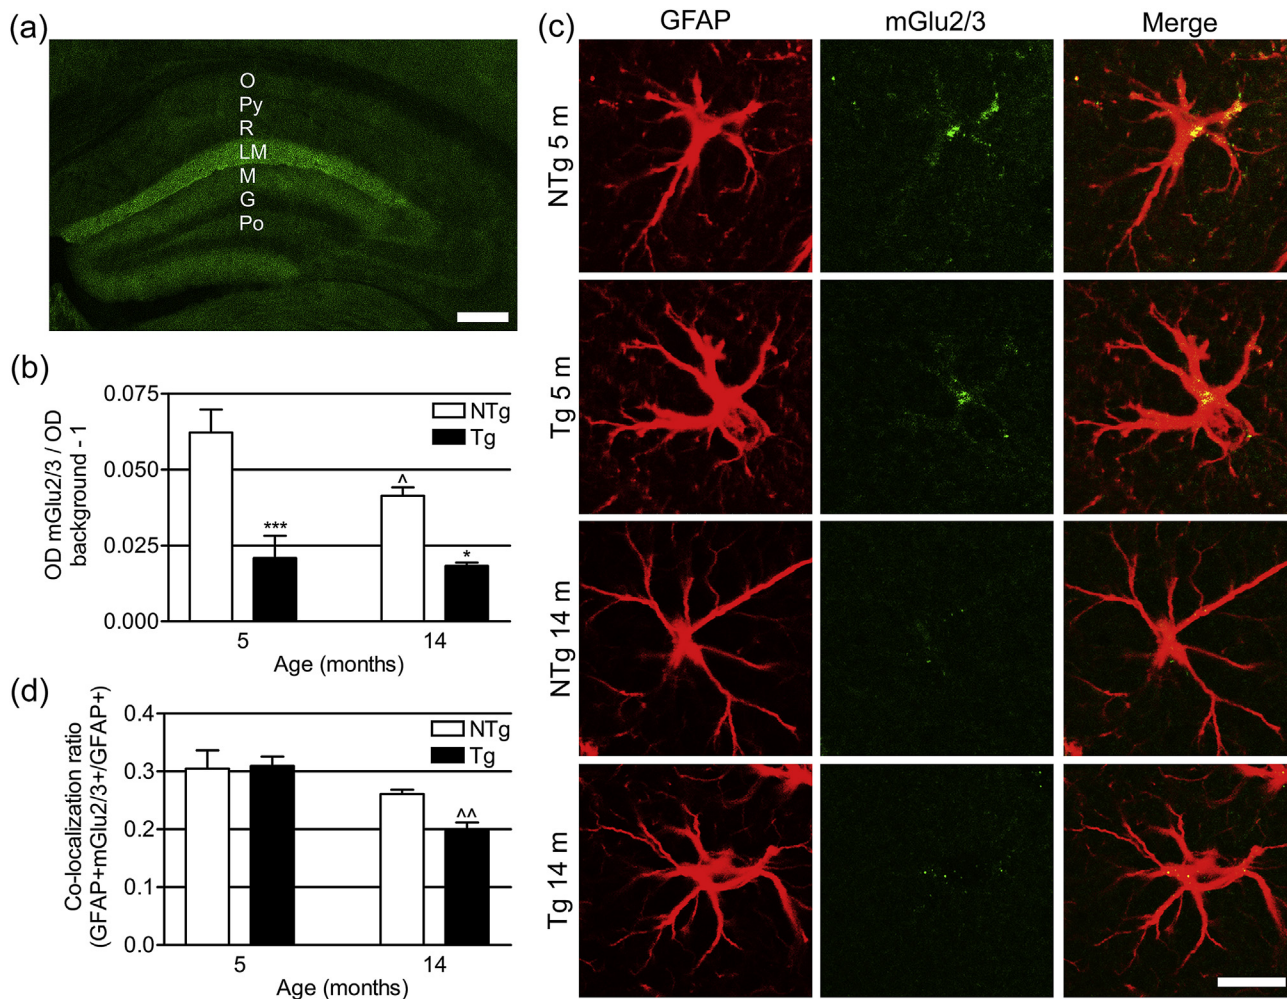 (a)
O
Py
R
LM
M
G
Po
(b)
OD mGlu2/3 / OD
background - 1
0.075
0.050
0.025
0.000
NTg
Tg
***
^
*
5
14
Age (months)
(d)
Co-localization ratio
(GFAP+mGlu2/3+/GFAP+)
0.4
0.3
0.2
0.1
0.0
NTg
Tg
^^
5
14
Age (months)
(c)
GFAP
mGlu2/3
Merge
NTg 5 m
Tg 5 m
NTg 14 m
Tg 14 m